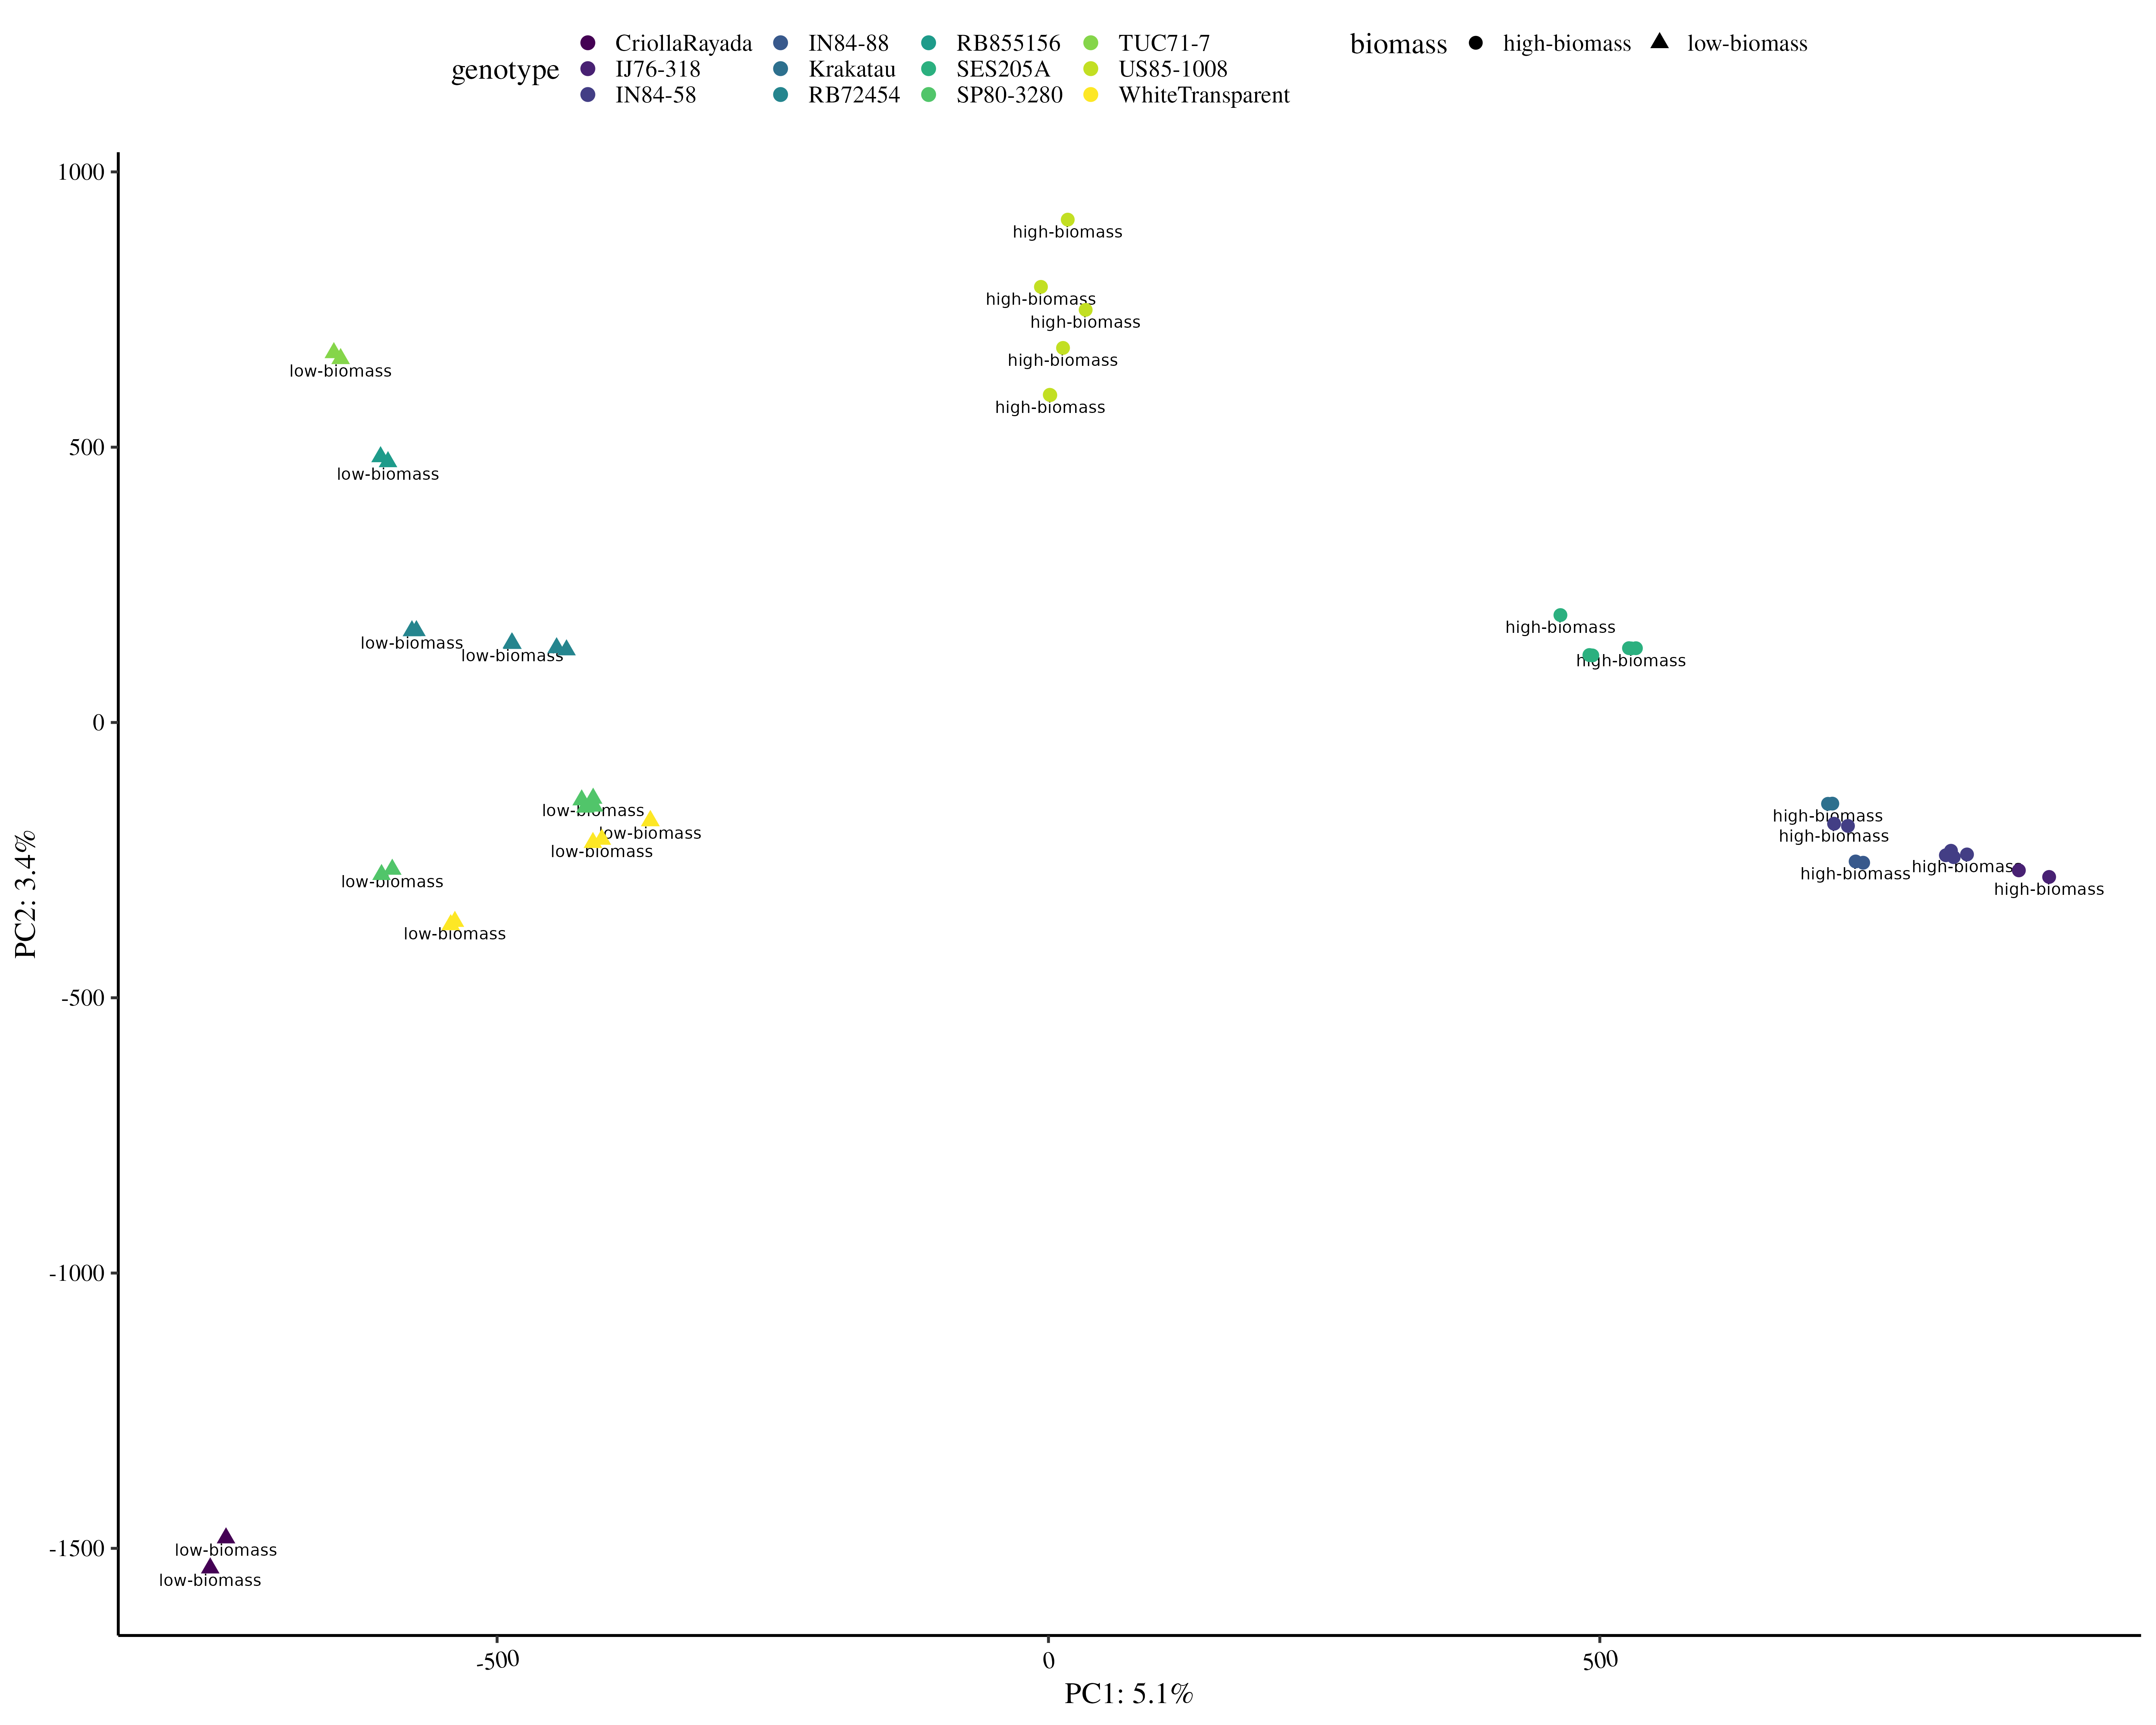 genotype
CriollaRayada IN84-88 RB855156 TUC71-7
IJ76-318 Krakatau SES205A US85-1008
IN84-58 RB72454 SP80-3280 WhiteTransparent
biomass high-biomass low-biomass
1000
high-biomass
high-biomass
high-biomass
high-biomass
low-biomass
high-biomass
500
low-biomass
high-biomass
low-biomass
low-biomass
high-biomass
0
low-biomass
high-biomass
low-biomass
high-biomass
low-biomass
high-biomass
high-biomass
low-biomass
high-biomass
low-biomass
PC2: 3.4%
-500
-1000
-1500
low-biomass
low-biomass
-500
0
500
PC1: 5.1%